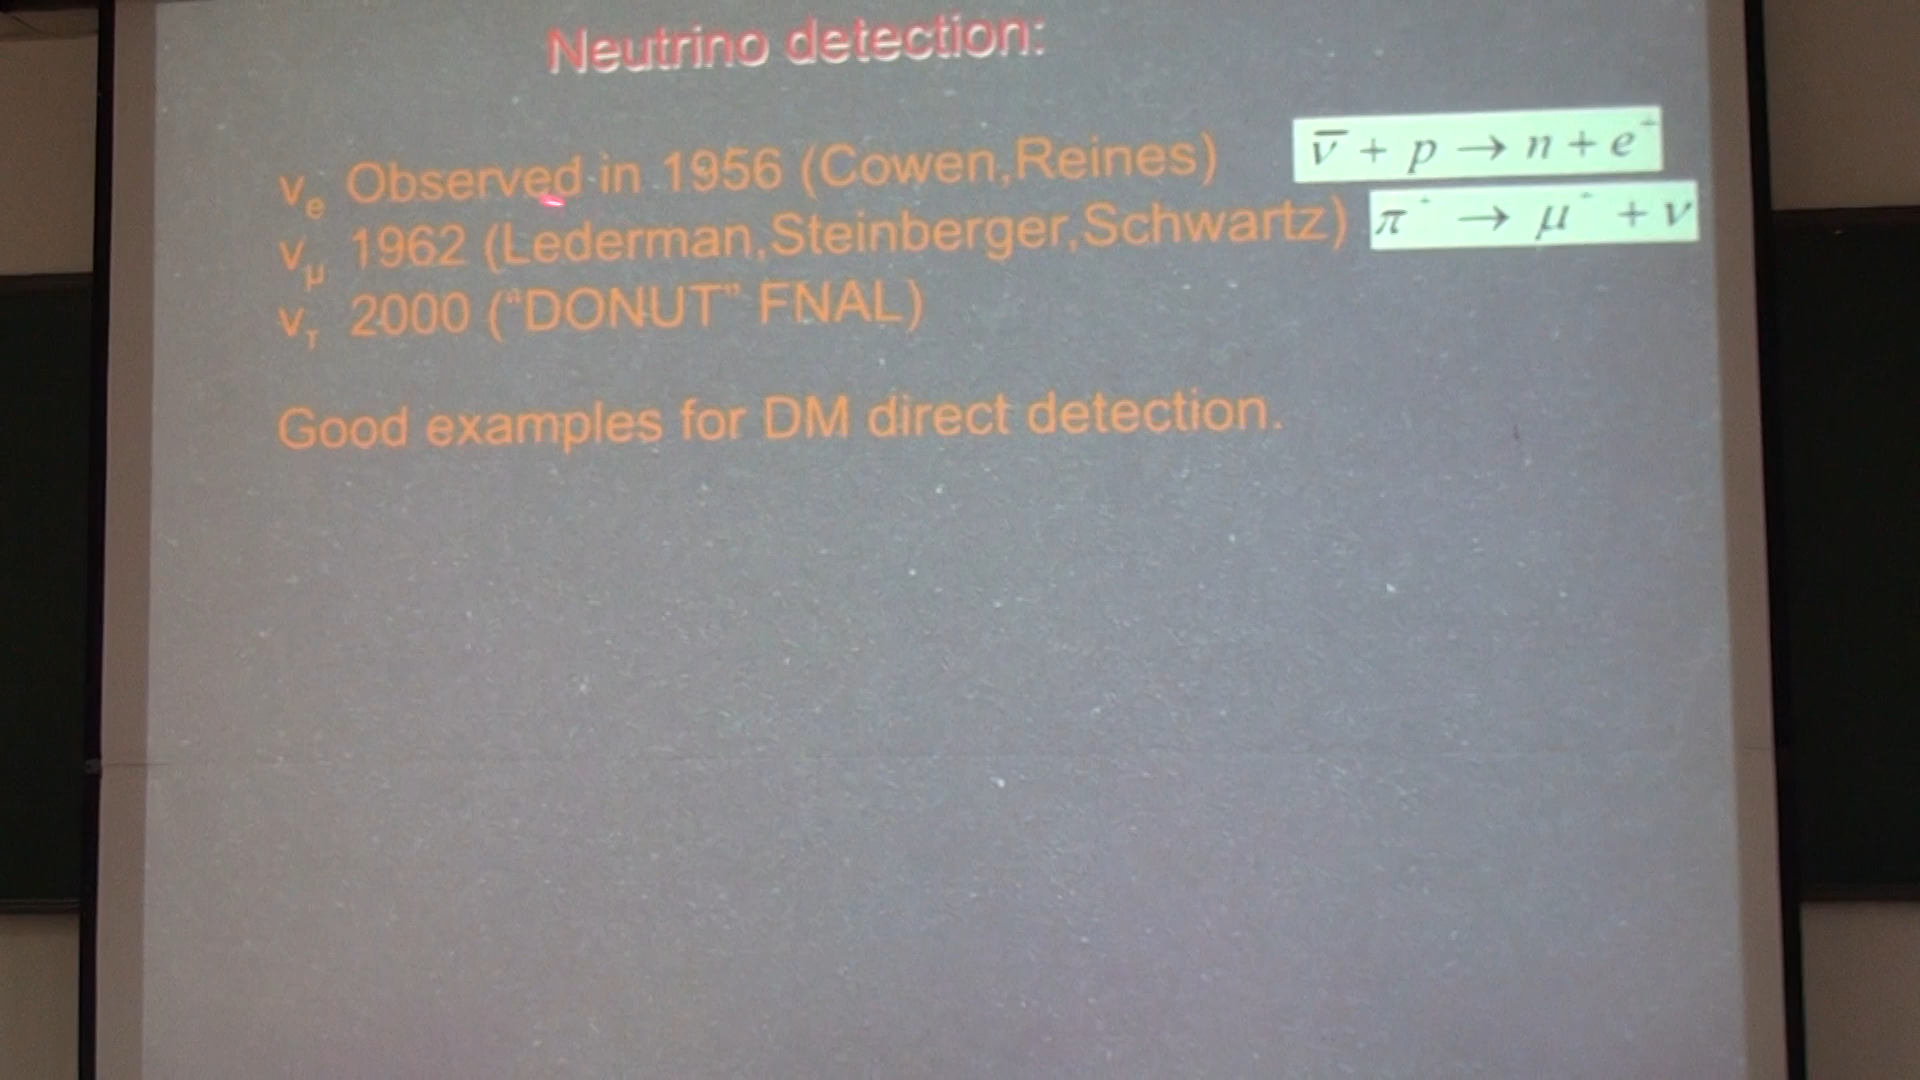 Neutrino detection:
νe Observed in 1956 (Cowen,Reines) ν̅ + p → n + e⁺
νμ 1962 (Lederman,Steinberger,Schwartz) π → μ + ν
ντ 2000 (“DONUT” FNAL)
Good examples for DM direct detection.